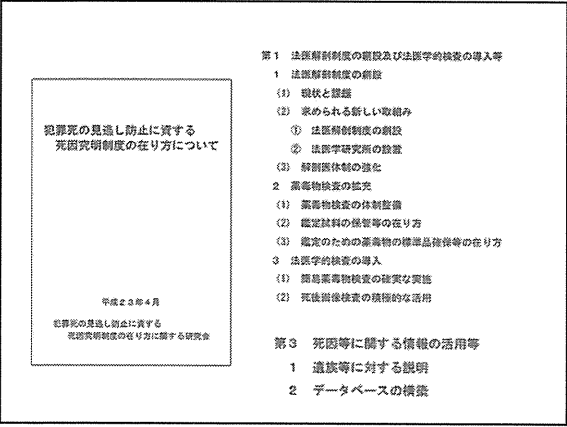 犯罪死の見逃し防止に資する
死因究明制度の在り方について
平成23年4月
犯罪死の見逃し防止に資する
死因究明制度の在り方に関する研究会
第1 法医解剖制度の創設及び法医学的検査の導入等
1 法医解剖制度の創設
(1) 現状と課題
(2) 求められる新しい取組み
① 法医解剖制度の創設
② 法医学研究所の設置
(3) 解剖医体制の強化
2 薬毒物検査の拡充
(1) 薬毒物検査の体制整備
(2) 鑑定試料の保管等の在り方
(3) 鑑定のための薬毒物の標準品確保等の在り方
3 法医学的検査の導入
(1) 簡易薬毒物検査の確実な実施
(2) 死後画像検査の積極的な活用
第3 死因等に関する情報の活用等
1 遺族等に対する説明
2 データベースの構築